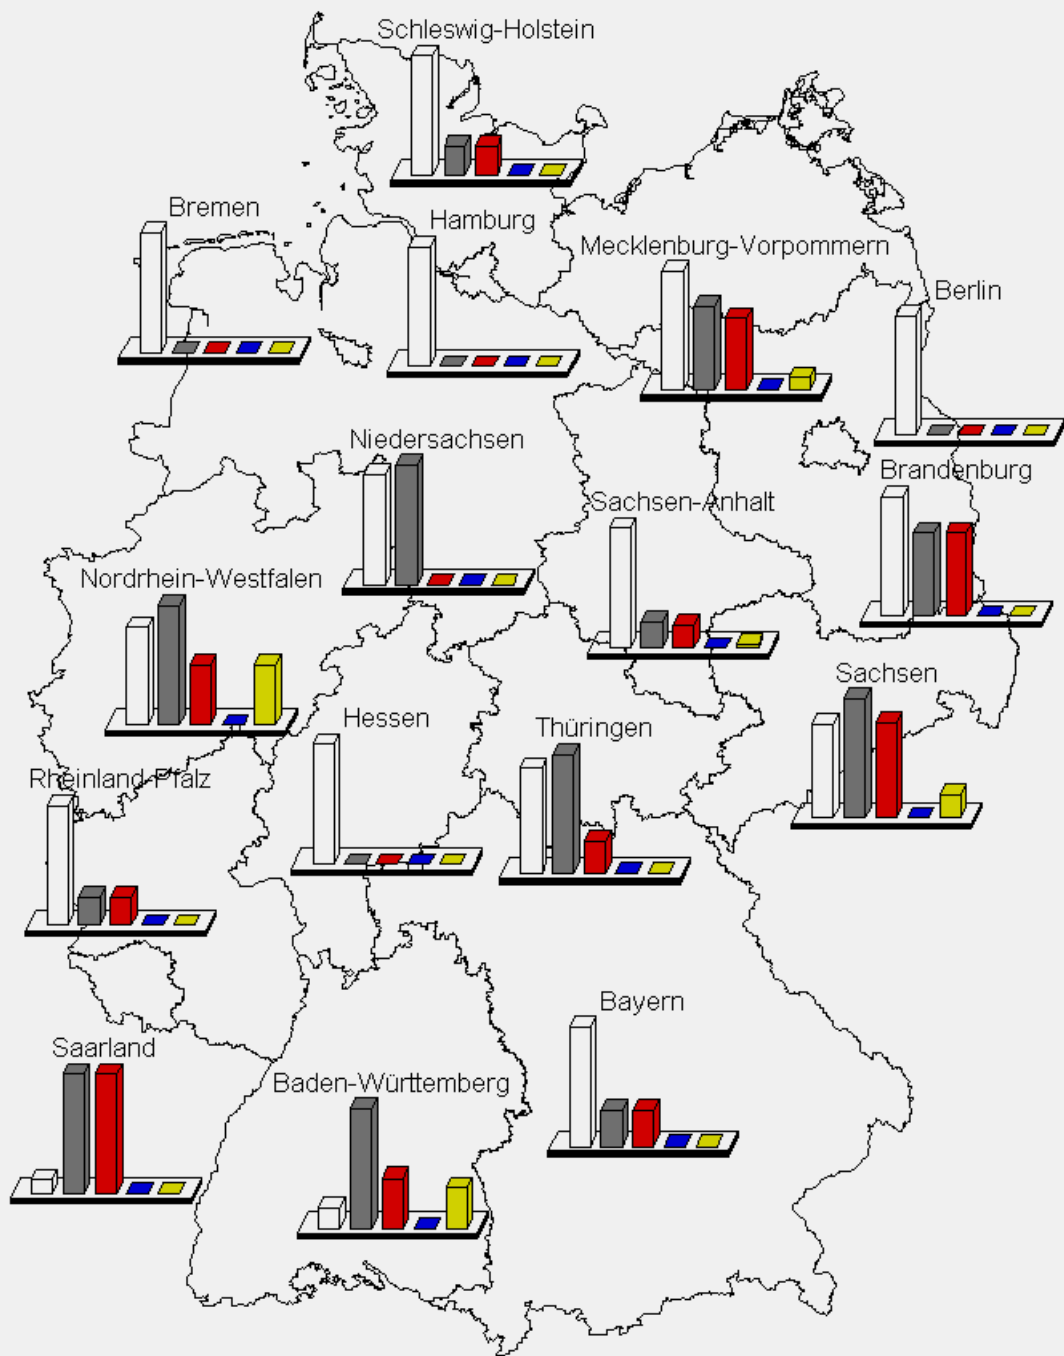 Schleswig-Holstein
Bremen
Hamburg
Mecklenburg-Vorpommern
Berlin
Niedersachsen
Brandenburg
Sachsen-Anhalt
Nordrhein-Westfalen
Sachsen
Hessen
Thüringen
Rheinland-Pfalz
Bayern
Saarland
Baden-Württemberg